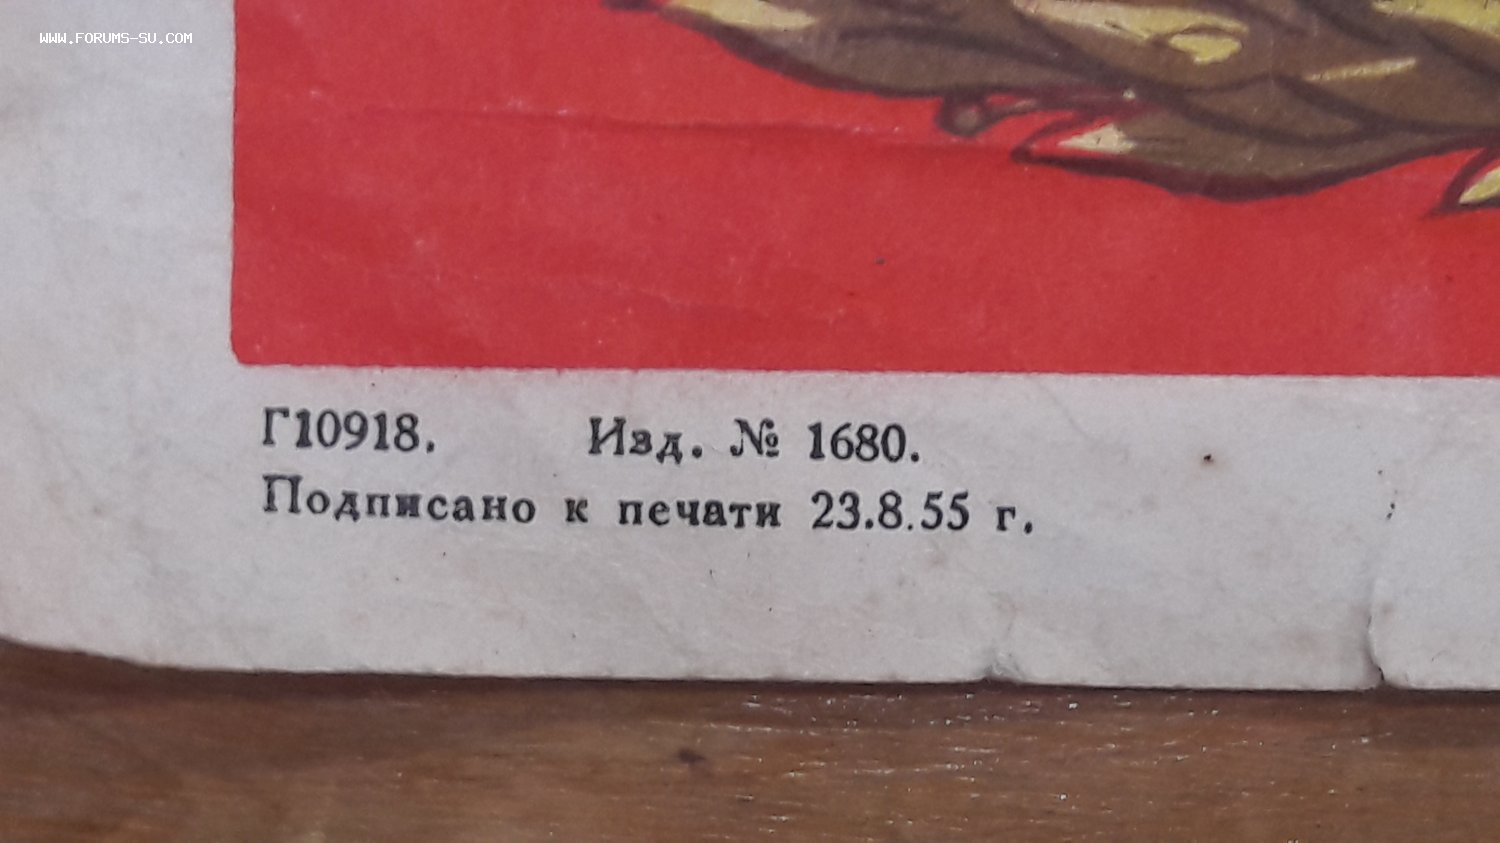 WWW.FORUMS-SU.COM
Г10918. Изд. № 1680.
Подписано к печати 23.8.55 г.